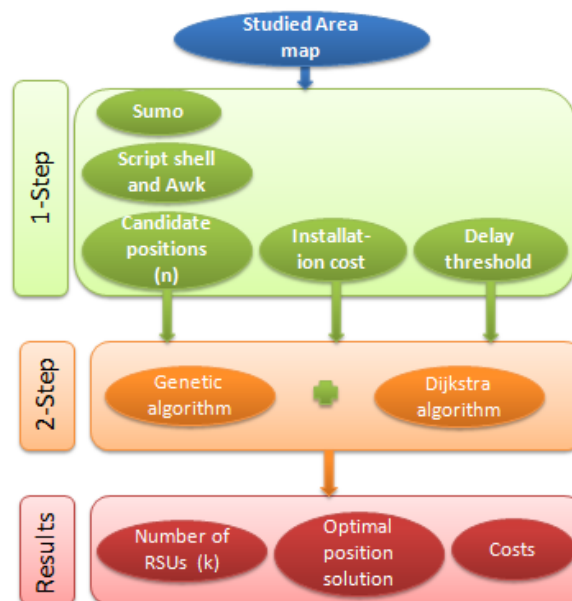 Studied Area
map
1-Step
Sumo
Script shell
and Awk
Candidate
positions
(n)
Installat-
ion cost
Delay
threshold
2-Step
Genetic
algorithm
Dijkstra
algorithm
Results
Number of
RSUs (k)
Optimal
position
solution
Costs